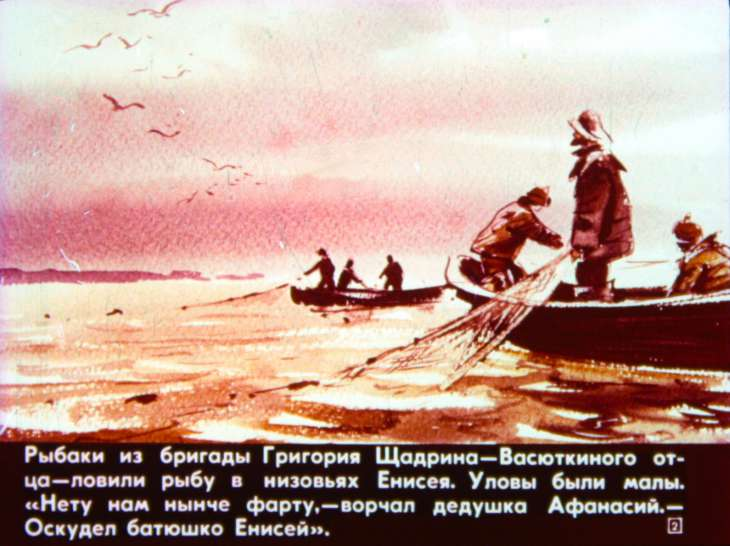 Рыбаки из бригады Григория Щадрина—Васюткиного от-
ца—ловили рыбу в низовьях Енисея. Уловы были малы.
«Нету нам нынче фарту,—ворчал дедушка Афанасий.—
Оскудел батюшко Енисей».
2